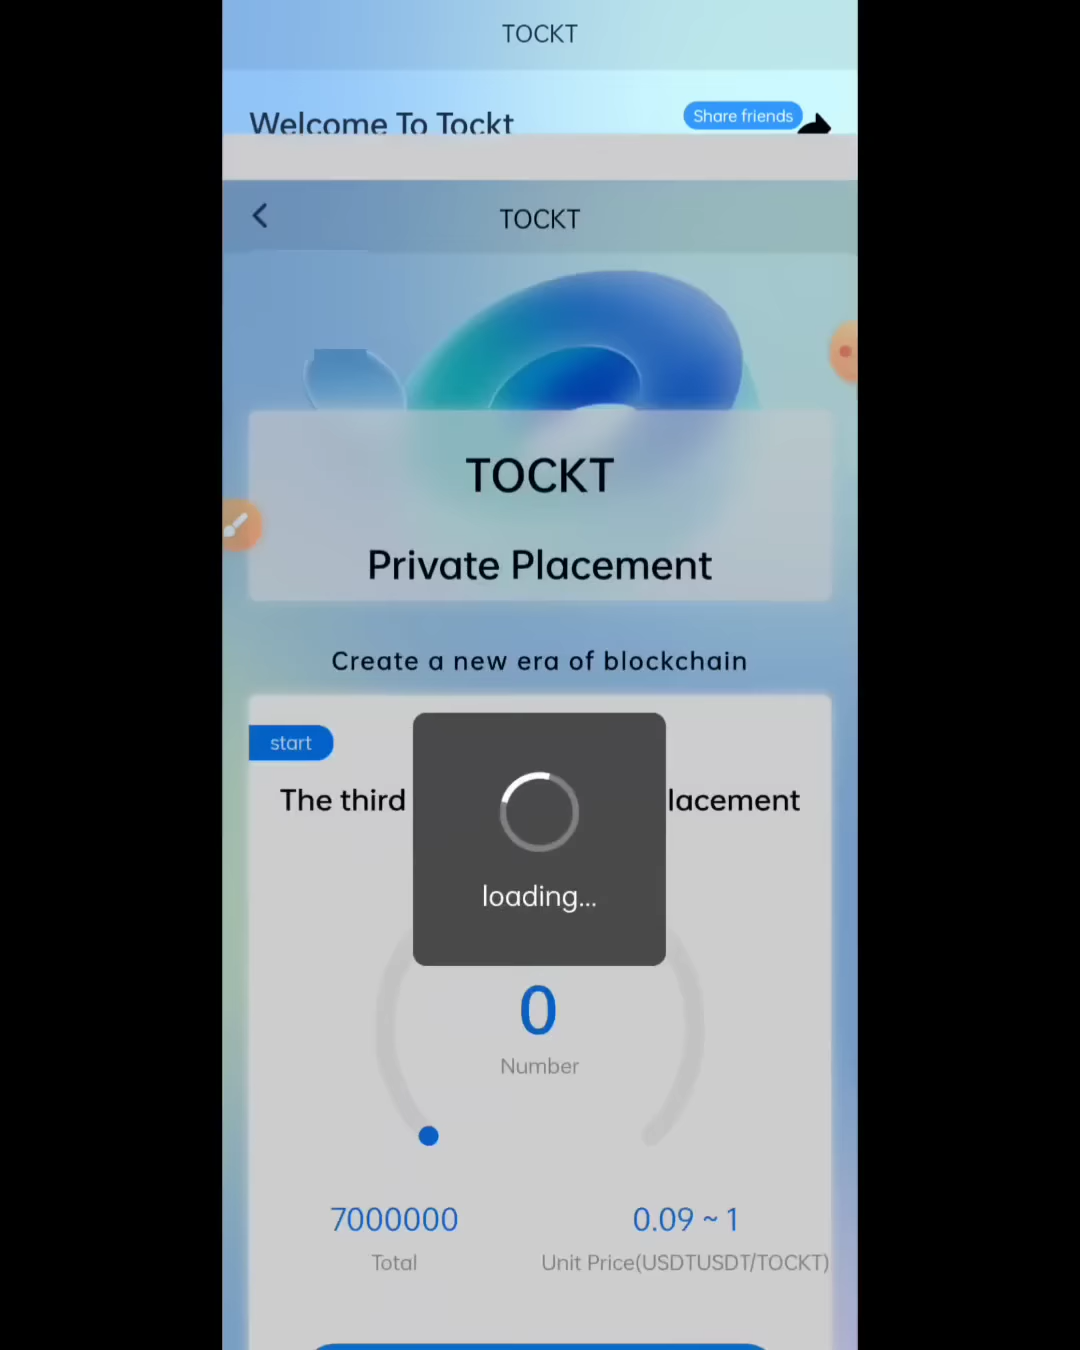 TOCKT
Welcome To Tockt
Share friends
TOCKT
TOCKT
Private Placement
Create a new era of blockchain
start
The third lacement
loading...
0
Number
7000000
0.09 ~ 1
Total
Unit Price(USDTUSDT/TOCKT)